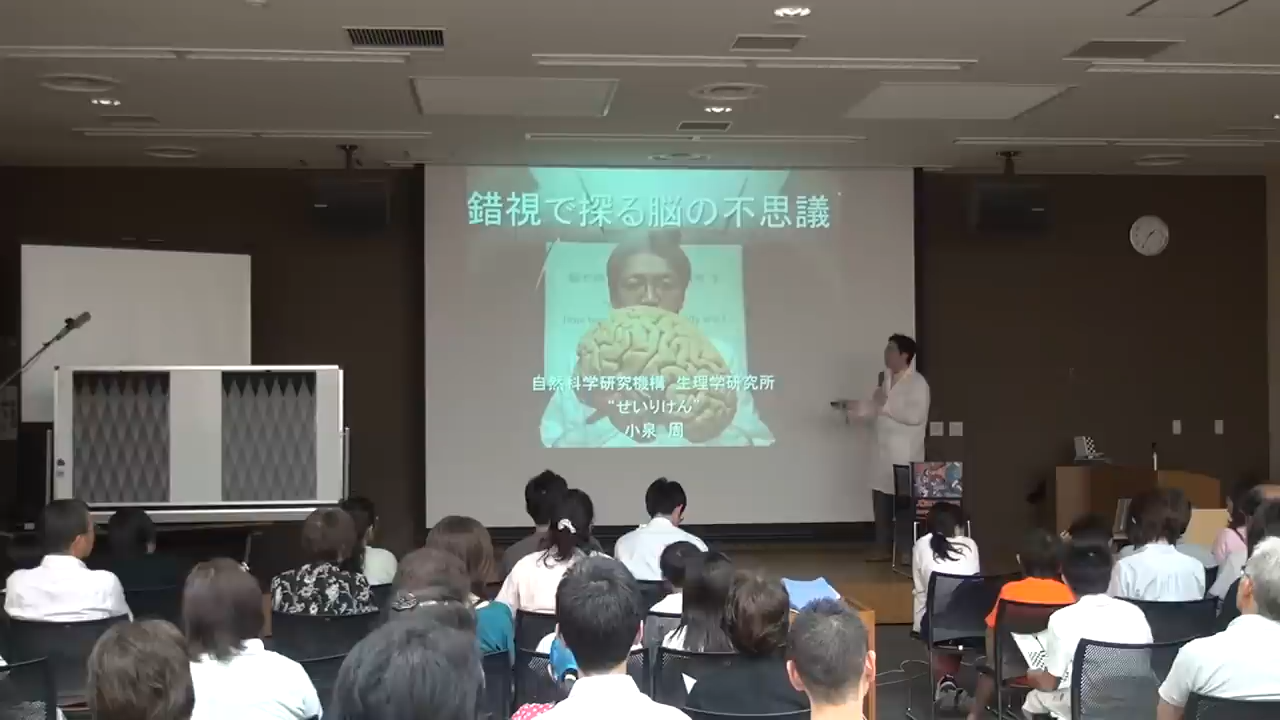 錯視で探る脳の不思議
自然科学研究機構 生理学研究所
“せいりけん”
小泉 周